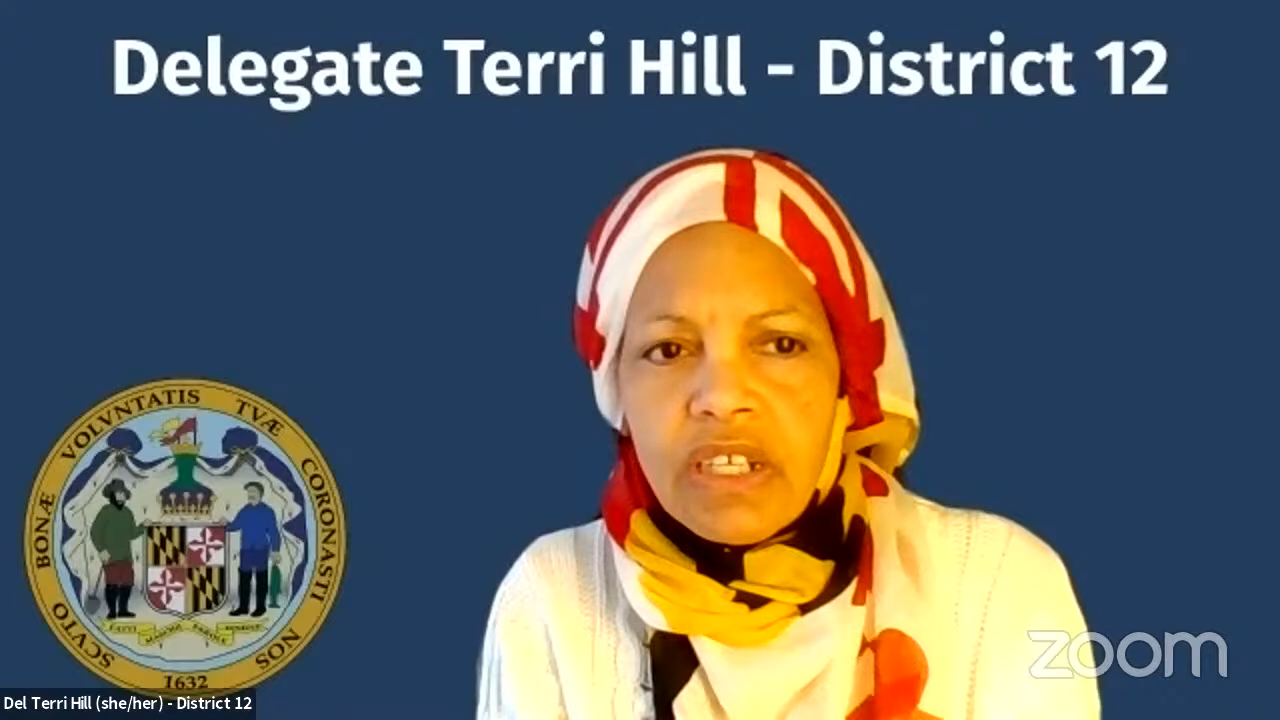 Delegate Terri Hill - District 12
SCVTO BONÆ VOLVNTATIS TVÆ CORONASTI NOS
1632
zoom
Del Terri Hill (she/her) - District 12